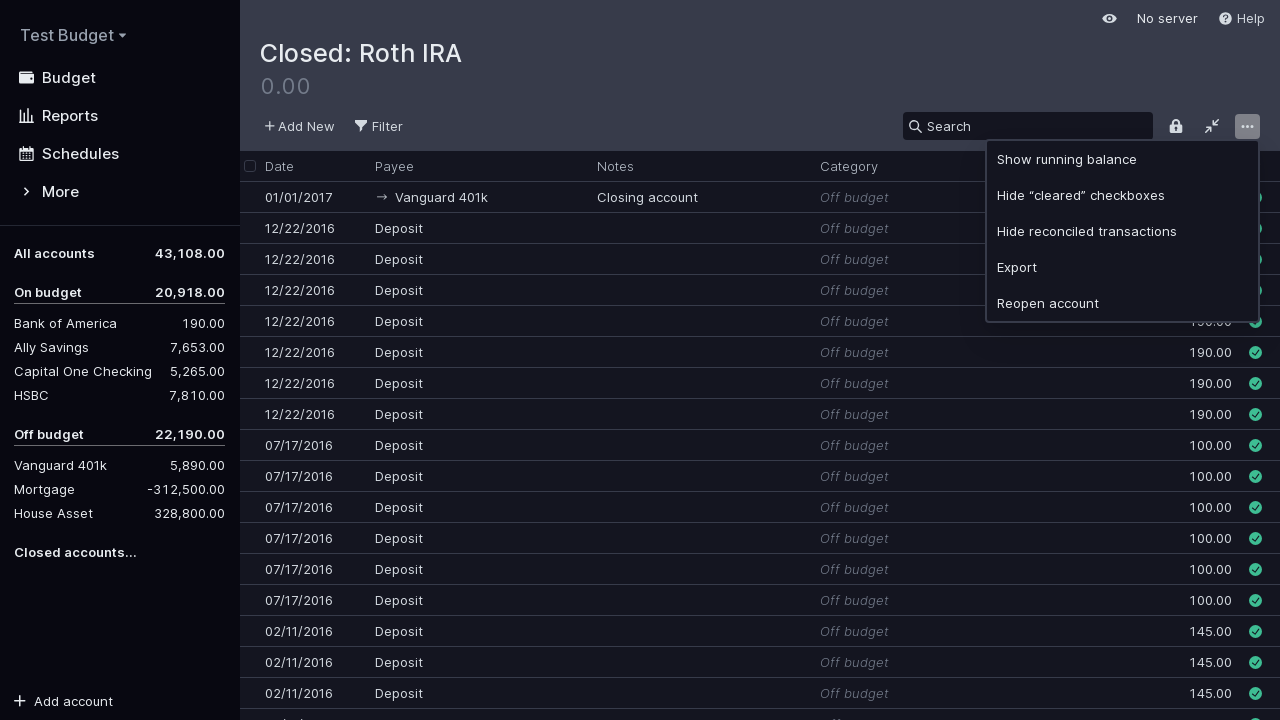 Test Budget
Budget
Reports
Schedules
More
All accounts 43,108.00
On budget 20,918.00
Bank of America 190.00
Ally Savings 7,653.00
Capital One Checking 5,265.00
HSBC 7,810.00
Off budget 22,190.00
Vanguard 401k 5,890.00
Mortgage -312,500.00
House Asset 328,800.00
Closed accounts...
Add account
No server Help
Closed: Roth IRA
0.00
Add New Filter Search
Show running balance
Hide “cleared” checkboxes
Hide reconciled transactions
Export
Reopen account
Date Payee Notes Category
01/01/2017 → Vanguard 401k Closing account Off budget
12/22/2016 Deposit Off budget
12/22/2016 Deposit Off budget
12/22/2016 Deposit Off budget
12/22/2016 Deposit Off budget 190.00
12/22/2016 Deposit Off budget 190.00
12/22/2016 Deposit Off budget 190.00
12/22/2016 Deposit Off budget 190.00
07/17/2016 Deposit Off budget 100.00
07/17/2016 Deposit Off budget 100.00
07/17/2016 Deposit Off budget 100.00
07/17/2016 Deposit Off budget 100.00
07/17/2016 Deposit Off budget 100.00
07/17/2016 Deposit Off budget 100.00
02/11/2016 Deposit Off budget 145.00
02/11/2016 Deposit Off budget 145.00
02/11/2016 Deposit Off budget 145.00